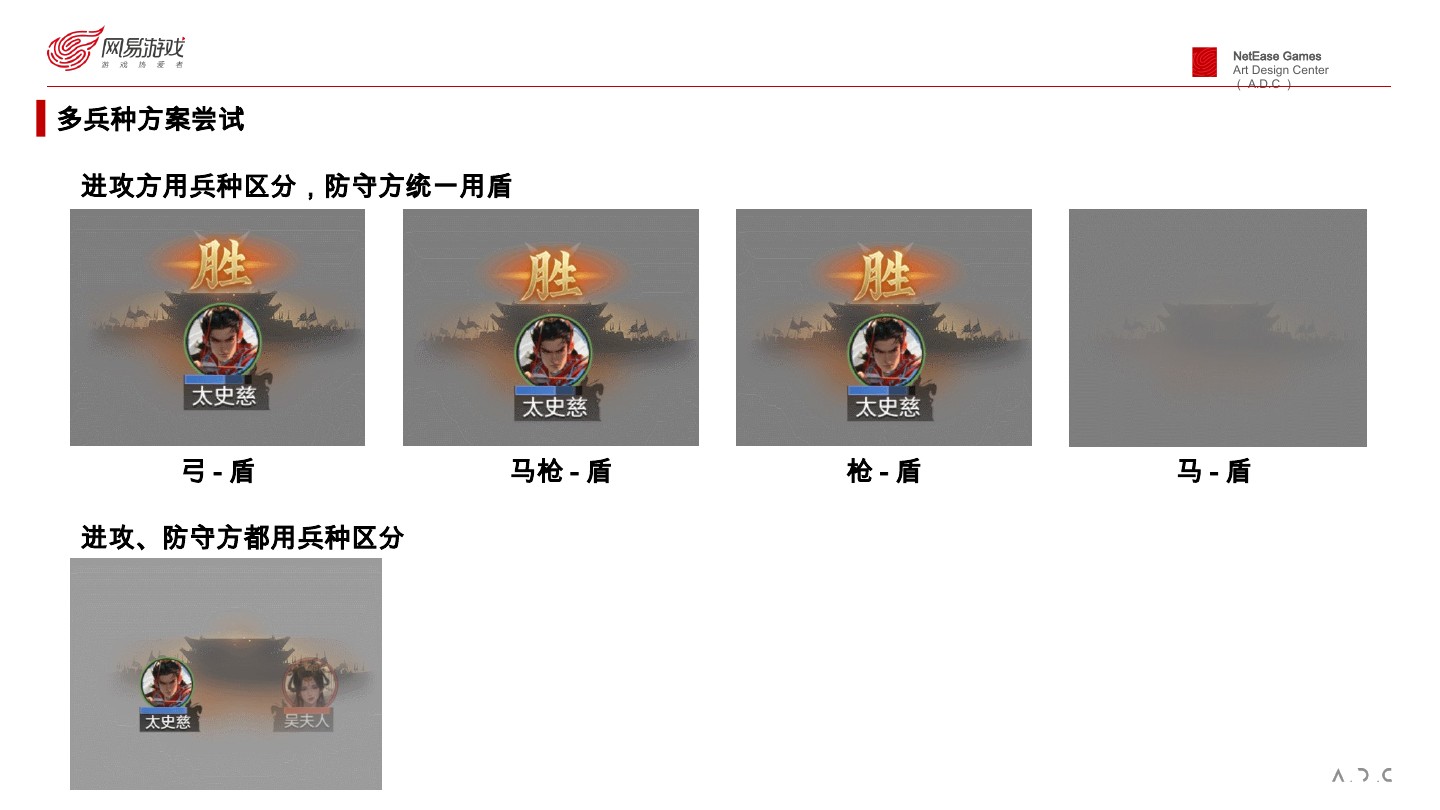 网易游戏
游戏热爱者
NetEase Games
Art Design Center
( A.D.C )
多兵种方案尝试
进攻方用兵种区分，防守方统一用盾
胜
太史慈
胜
太史慈
胜
太史慈
弓 - 盾
马枪 - 盾
枪 - 盾
马 - 盾
进攻、防守方都用兵种区分
太史慈
吴夫人
A.D.C